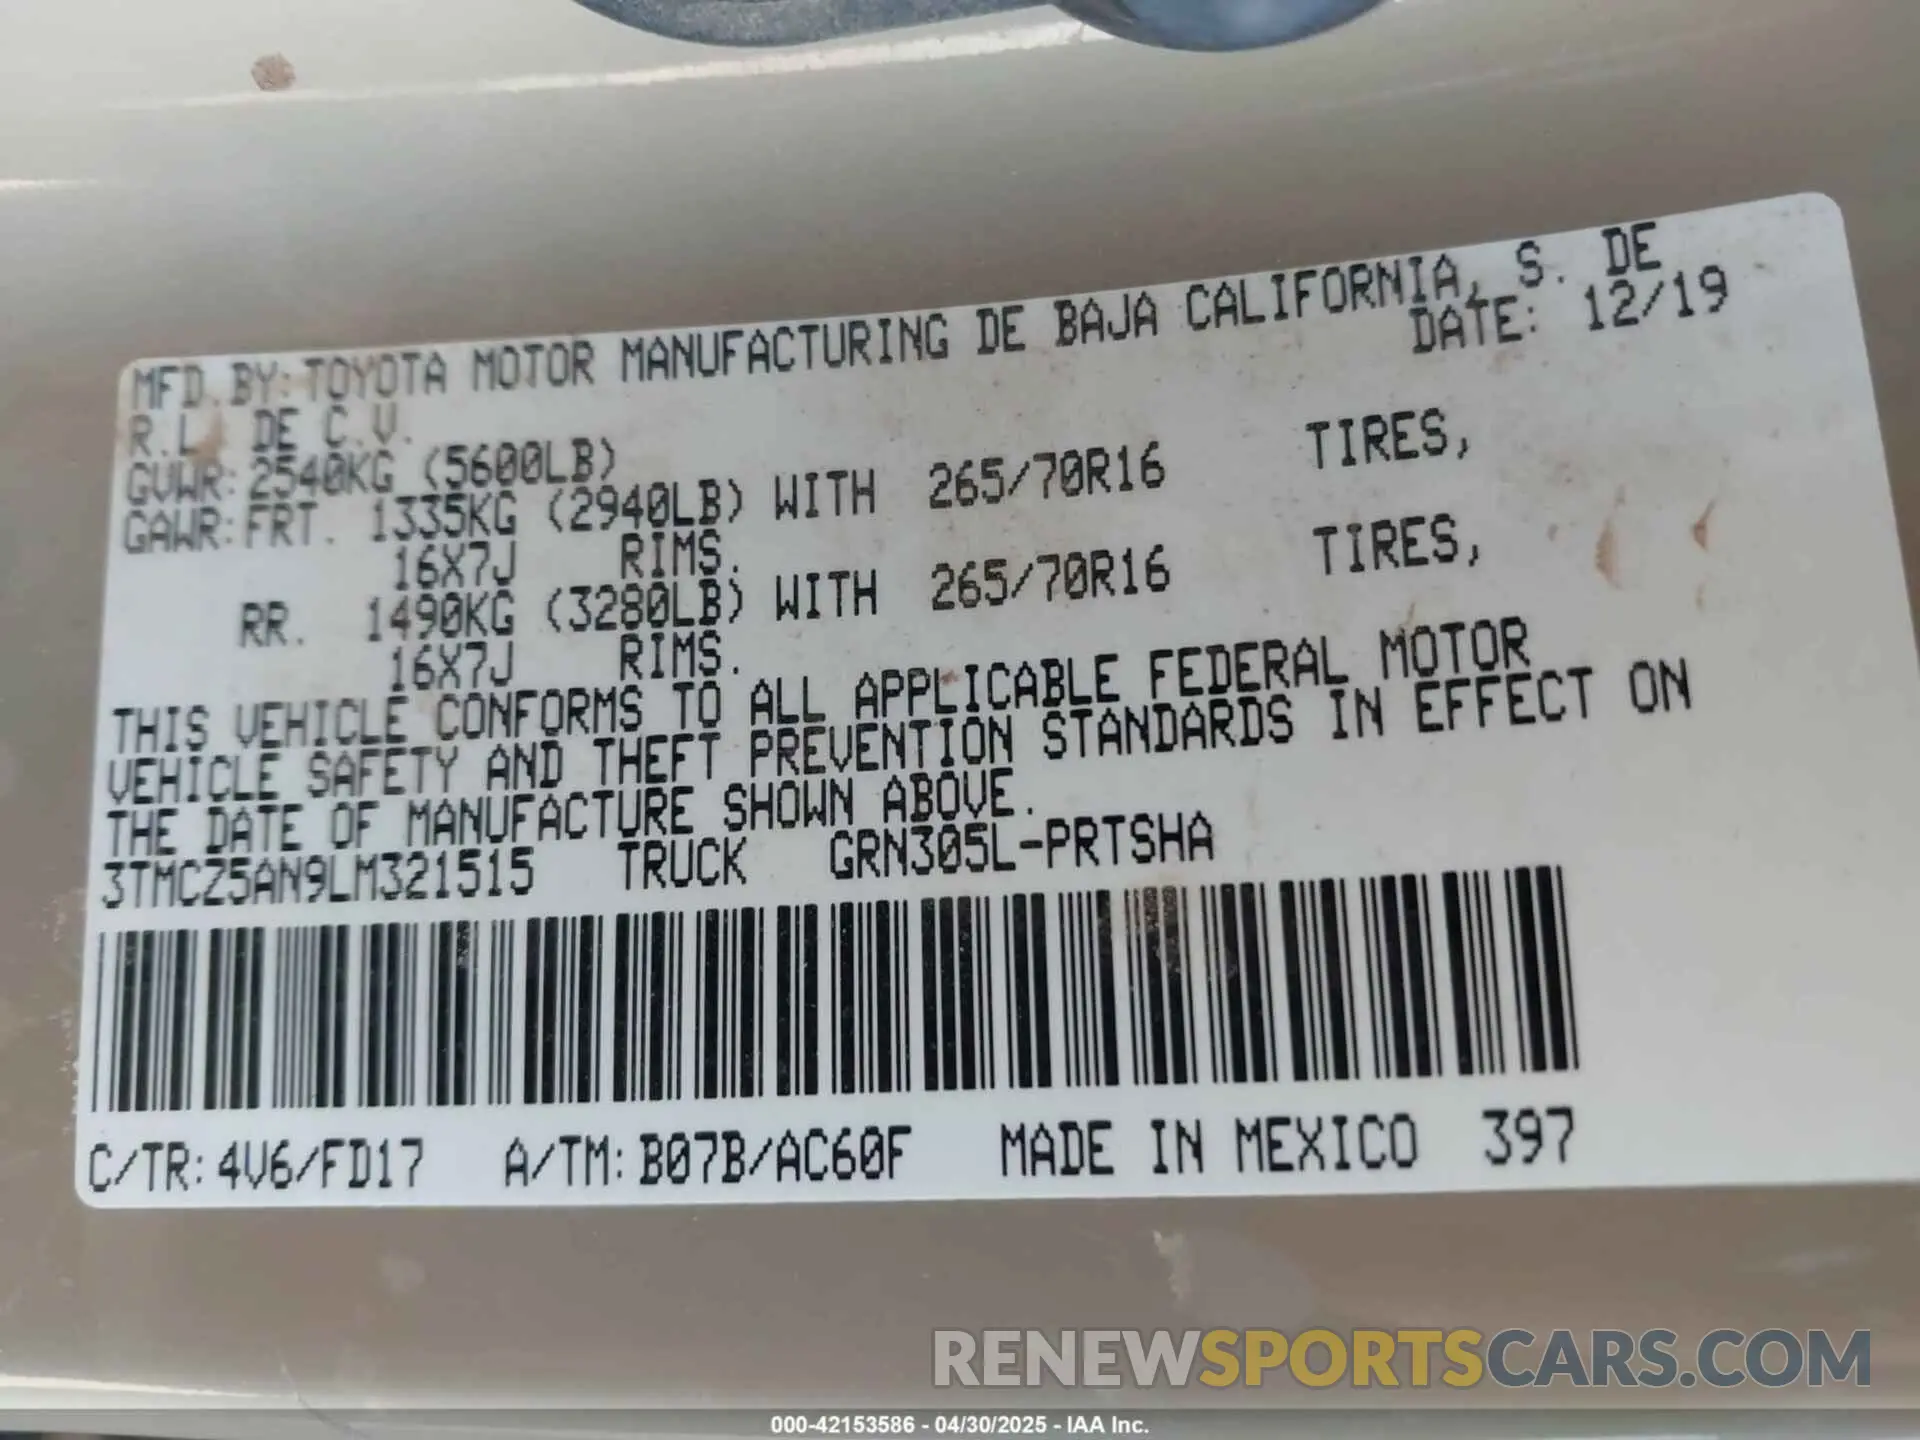 MFD.BY:TOYOTA MOTOR MANUFACTURING DE BAJA CALIFORNIA, S. DE
R.L. DE C.V. DATE: 12/19
GVWR:2540KG (5600LB)
GAWR:FRT. 1335KG (2940LB) WITH 265/70R16 TIRES,
16X7J RIMS.
RR. 1490KG (3280LB) WITH 265/70R16 TIRES,
16X7J RIMS.
THIS VEHICLE CONFORMS TO ALL APPLICABLE FEDERAL MOTOR
VEHICLE SAFETY AND THEFT PREVENTION STANDARDS IN EFFECT ON
THE DATE OF MANUFACTURE SHOWN ABOVE.
3TMCZ5AN9LM321515 TRUCK GRN305L-PRTSHA
C/TR:4V6/FD17 A/TM:B07B/AC60F MADE IN MEXICO 397
RENEWSPORTSCARS.COM
000-42153586 - 04/30/2025 - IAA Inc.